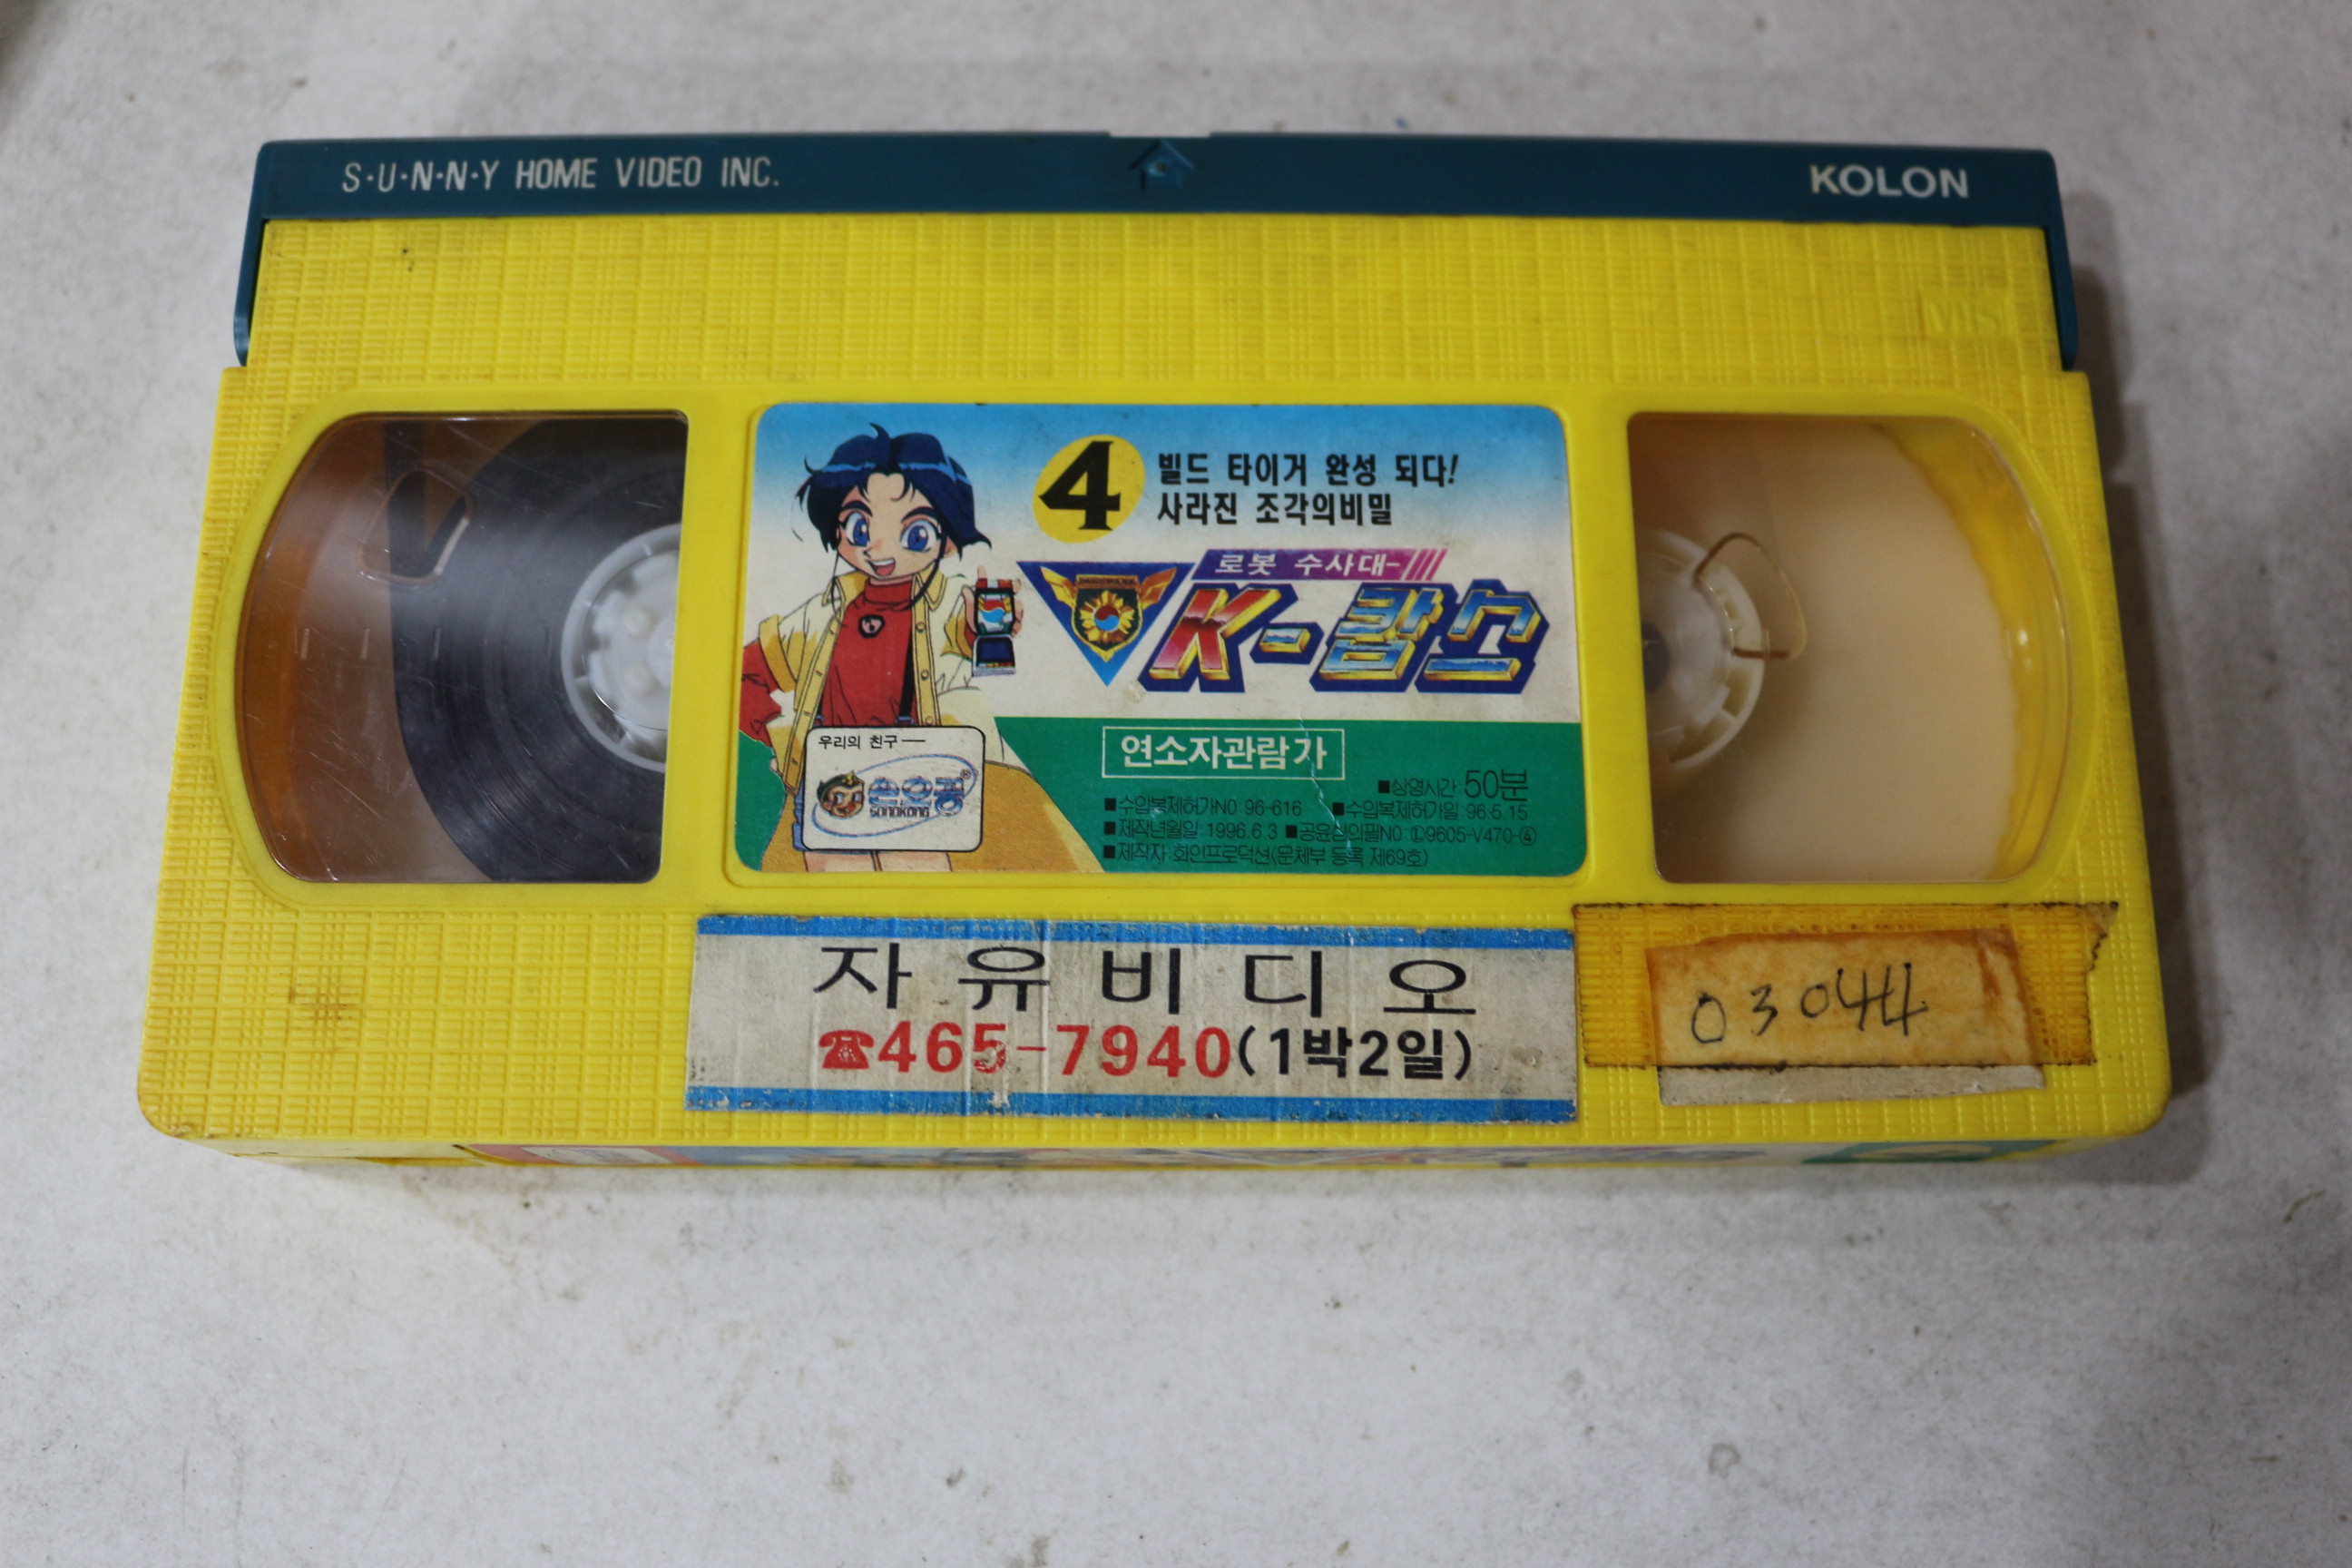 S·U·N·N·Y HOME VIDEO INC.
KOLON
VHS
4
빌드 타이거 완성 되다!
사라진 조각의비밀
로봇 수사대-
K-캅스
우리의 친구
손오공®
SONOKONG
연소자관람가
■상영시간 50분
■수입복제허가NO:96-616 ■수입복제허가일 96.5.15
■제작년월일:1996.6.3 ■공윤심의필NO:Ⓛ9605-V470-④
■제작자 화인프로덕션(문체부 등록 제69호)
자유비디오
☎465-7940(1박2일)
03044